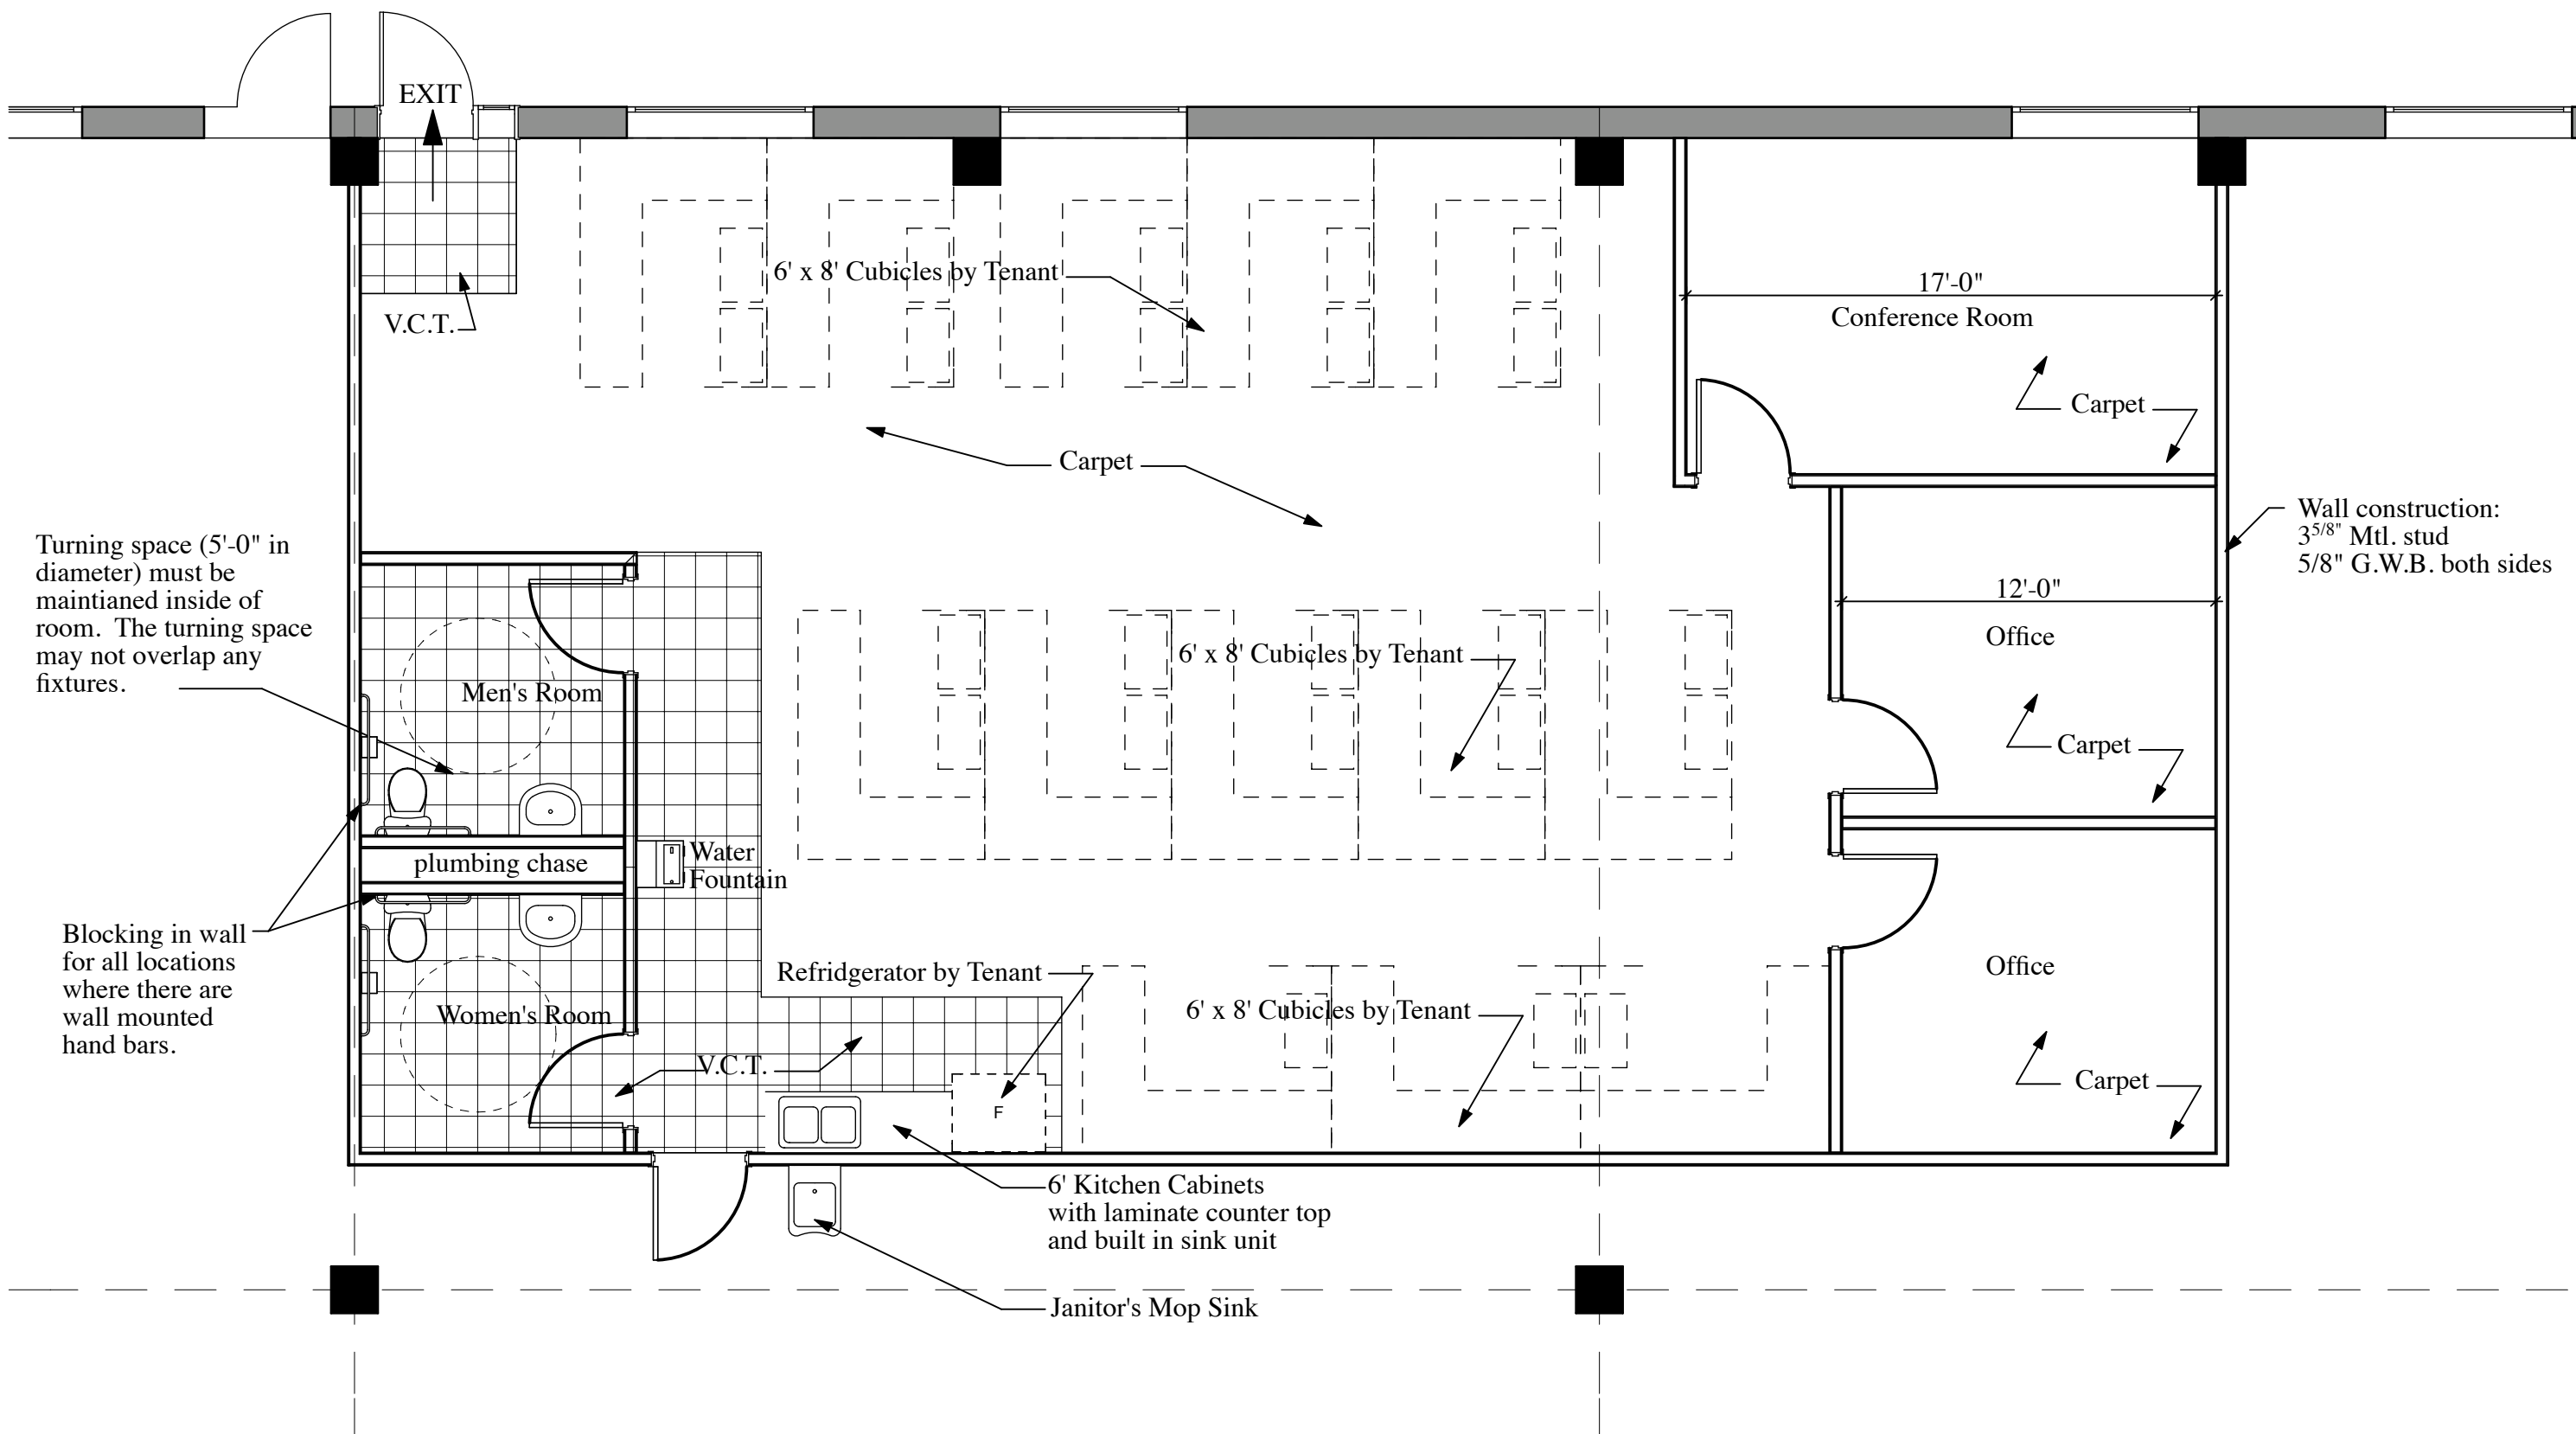 EXIT
6' x 8' Cubicles by Tenant
17'-0"
V.C.T.
Conference Room
Carpet
Carpet
Wall construction:
3 5/8" Mtl. stud
5/8" G.W.B. both sides
Turning space (5'-0" in
diameter) must be
maintianed inside of
room.  The turning space
may not overlap any
fixtures.
12'-0"
Office
6' x 8' Cubicles by Tenant
Men's Room
Carpet
Water
Fountain
plumbing chase
Blocking in wall
for all locations
where there are
wall mounted
hand bars.
Refridgerator by Tenant
Office
6' x 8' Cubicles by Tenant
Women's Room
V.C.T.
Carpet
F
6' Kitchen Cabinets
with laminate counter top
and built in sink unit
Janitor's Mop Sink